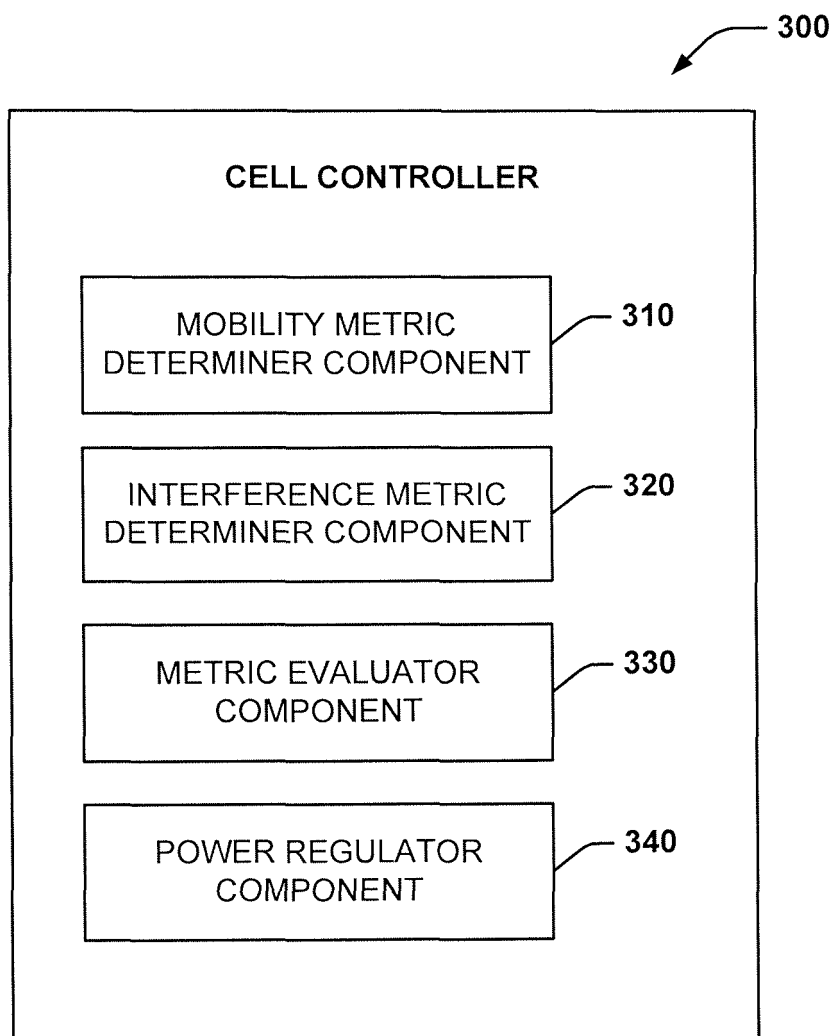 300
CELL CONTROLLER
MOBILITY METRIC
DETERMINER COMPONENT
310
INTERFERENCE METRIC
DETERMINER COMPONENT
320
METRIC EVALUATOR
COMPONENT
330
POWER REGULATOR
COMPONENT
340